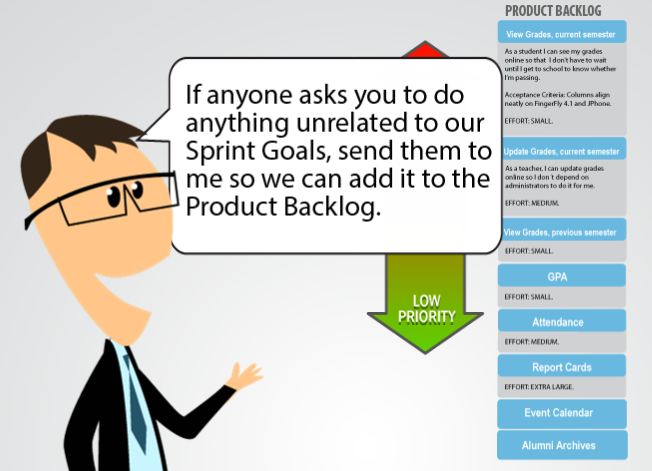 PRODUCT BACKLOG
View Grades, current semester
As a student I can see my grades
online so that I don't have to wait
until I get to school to know whether
I'm passing.
Acceptance Criteria: Columns align
neatly on FingerFly 4.1 and JPhone.
EFFORT: SMALL.
If anyone asks you to do
anything unrelated to our
Sprint Goals, send them to
me so we can add it to the
Product Backlog.
Update Grades, current semester
As a teacher, I can update grades
online so I don't depend on
administrators to do it for me.
EFFORT: MEDIUM.
View Grades, previous semester
EFFORT: SMALL.
GPA
EFFORT: SMALL.
LOW
PRIORITY
Attendance
EFFORT: MEDIUM.
Report Cards
EFFORT: EXTRA LARGE.
Event Calendar
Alumni Archives